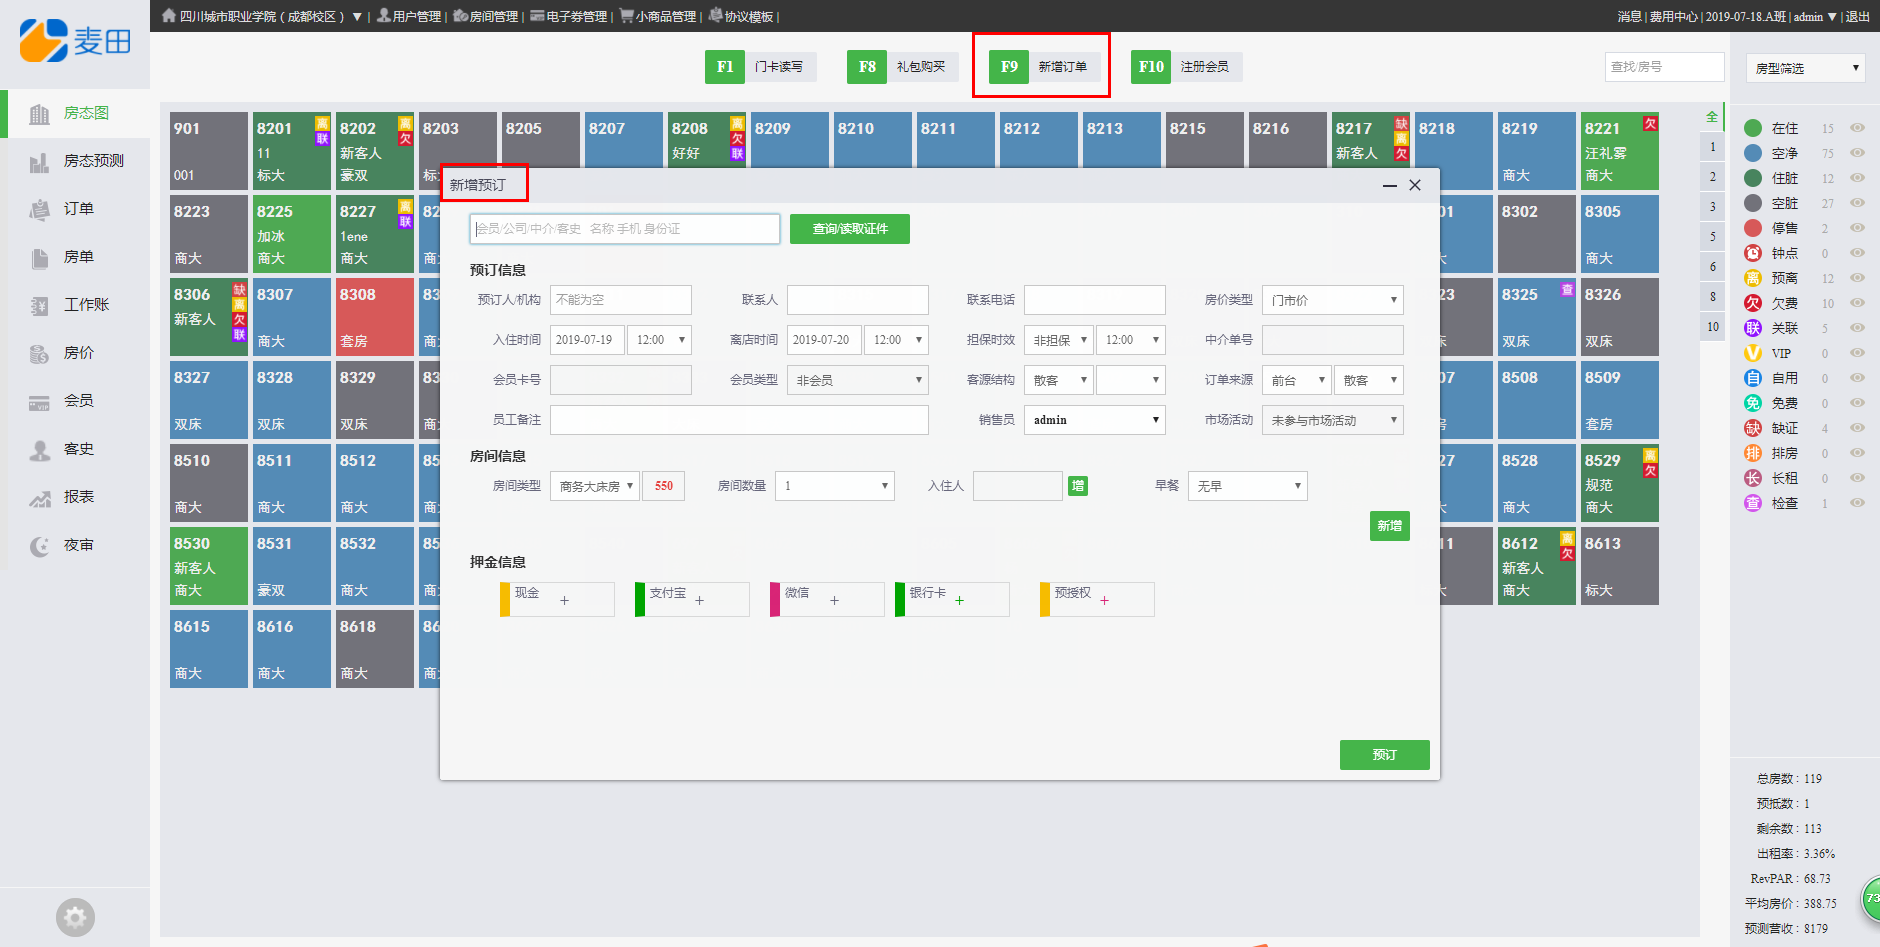 四川城市职业学院（成都校区） ▼ | 用户管理 | 房间管理 | 电子券管理 | 小商品管理 | 协议模板 |
消息 | 费用中心 | 2019-07-18.A班 | admin ▼ | 退出
麦田
F1 门卡读写
F8 礼包购买
F9 新增订单
F10 注册会员
查找/房号
房型筛选
房态图
房态预测
订单
房单
工作账
房价
会员
客史
报表
夜审
901
001
8201 离
联
11
标大
8202 离
欠
新客人
豪双
8203
8205
8207
8208 离
欠
联
好好
8209
8210
8211
8212
8213
8215
8216
8217 缺
离
欠
新客人
8218
8219
商大
8221 欠
汪礼雾
商大
8223
商大
8225
加冰
商大
8227 离
联
1ene
商大
8302
8305
商大
8306 缺
离
欠
联
新客人
8307
商大
8308
套房
8325 查
双床
8326
双床
8327
双床
8328
双床
8329
双床
8508
8509
套房
8510
商大
8511
商大
8512
商大
8528
商大
8529 离
欠
规范
商大
8530
新客人
商大
8531
豪双
8532
商大
8612 离
欠
新客人
商大
8613
标大
8615
商大
8616
商大
8618
商大
新增预订
会员/公司/中介/客史 名称 手机 身份证
查询/读取证件
预订信息
预订人/机构 不能为空 联系人 联系电话 房价类型 门市价
入住时间 2019-07-19 12:00 离店时间 2019-07-20 12:00 担保时效 非担保 12:00 中介单号
会员卡号 会员类型 非会员 客源结构 散客 订单来源 前台 散客
员工备注 销售员 admin 市场活动 未参与市场活动
房间信息
房间类型 商务大床房 550 房间数量 1 入住人 增 早餐 无早
新增
押金信息
现金 +
支付宝 +
微信 +
银行卡 +
预授权 +
预订
全
1
2
3
5
6
8
10
在住 15
空净 75
住脏 12
空脏 27
停售 2
钟点 0
离 预离 12
欠 欠费 10
联 关联 5
V VIP 0
自 自用 0
免 免费 0
缺 缺证 4
排 排房 0
长 长租 0
查 检查 1
总房数：119
预抵数：1
剩余数：113
出租率：3.36%
RevPAR：68.73
平均房价：388.75
预测营收：8179
73